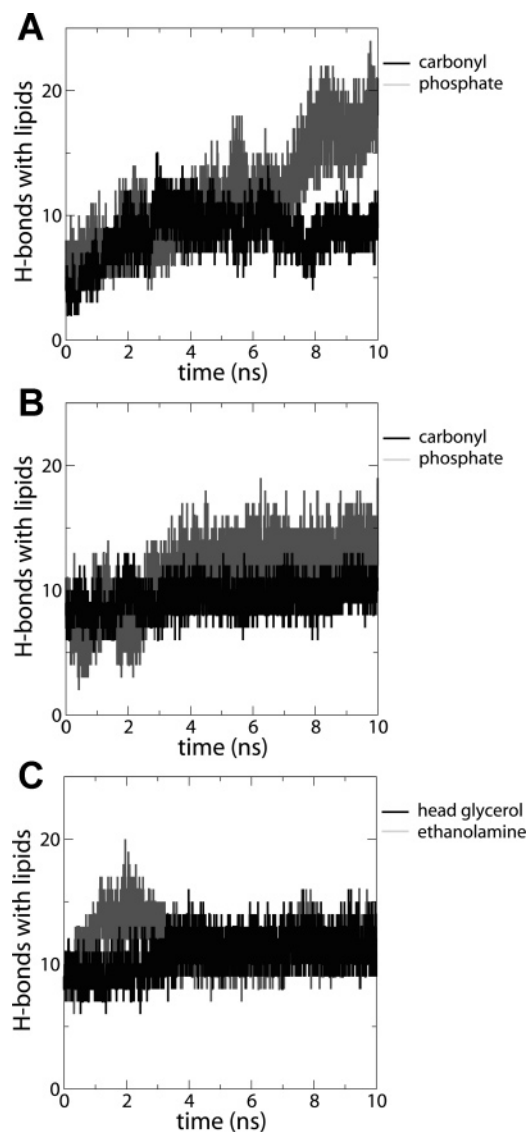 A
H-bonds with lipids
20
10
0
0 2 4 6 8 10
time (ns)
carbonyl
phosphate
B
H-bonds with lipids
20
10
0
0 2 4 6 8 10
time (ns)
carbonyl
phosphate
C
H-bonds with lipids
20
10
0
0 2 4 6 8 10
time (ns)
head glycerol
ethanolamine